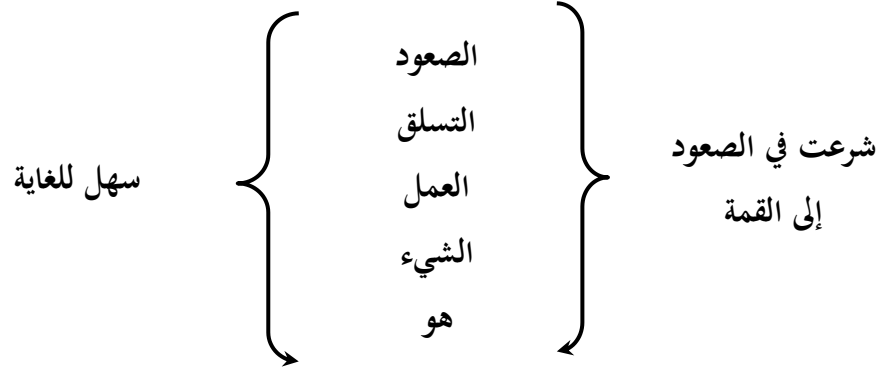 شرعت في الصعود
إلى القمة
الصعود
التسلق
العمل
الشيء
هو
سهل للغاية